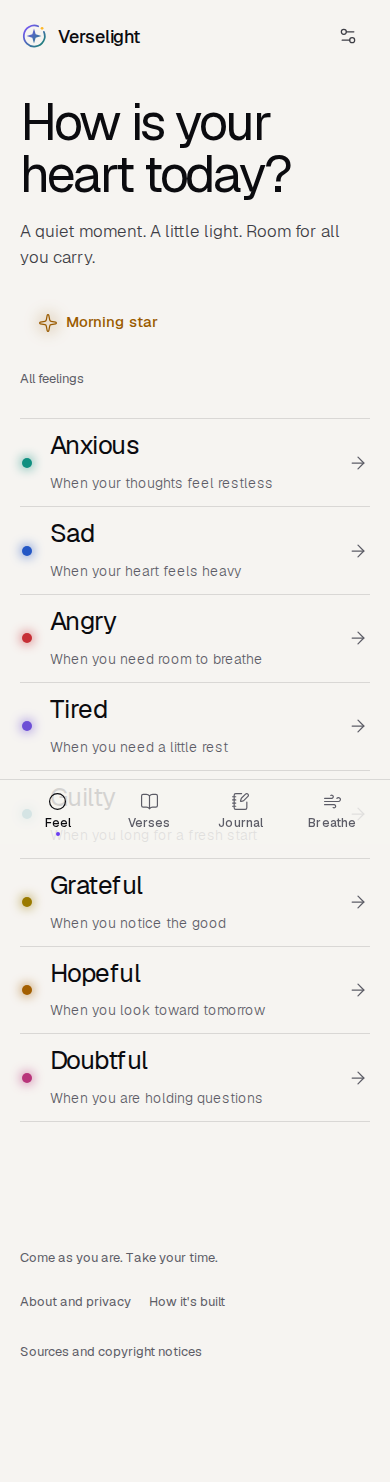 Verselight
How is your
heart today?
A quiet moment. A little light. Room for all
you carry.
Morning star
All feelings
Anxious
When your thoughts feel restless
Sad
When your heart feels heavy
Angry
When you need room to breathe
Tired
When you need a little rest
Guilty
When you long for a fresh start
Feel
Verses
Journal
Breathe
Grateful
When you notice the good
Hopeful
When you look toward tomorrow
Doubtful
When you are holding questions
Come as you are. Take your time.
About and privacy How it's built
Sources and copyright notices